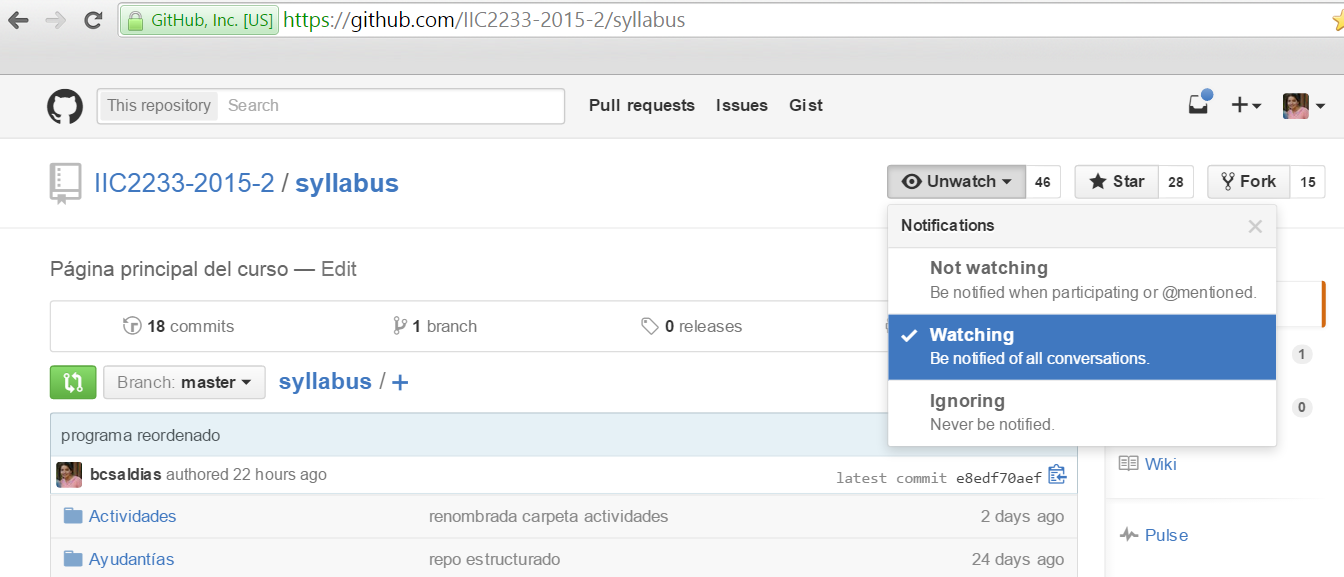 GitHub, Inc. [US] https://github.com/IIC2233-2015-2/syllabus
This repository Search Pull requests Issues Gist
IIC2233-2015-2 / syllabus
Unwatch 46 Star 28 Fork 15
Notifications
Not watching
Be notified when participating or @mentioned.
Watching
Be notified of all conversations.
Ignoring
Never be notified.
Página principal del curso — Edit
18 commits 1 branch 0 releases
1
Branch: master syllabus / +
0
programa reordenado
bcsaldias authored 22 hours ago latest commit e8edf70aef
Wiki
Actividades renombrada carpeta actividades 2 days ago
Pulse
Ayudantías repo estructurado 24 days ago